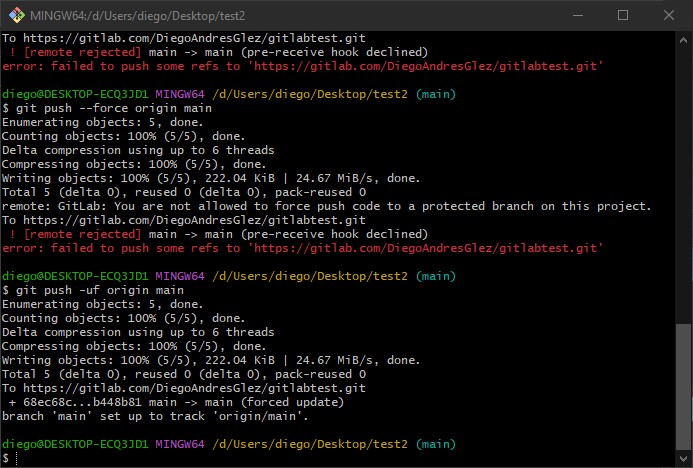 MINGW64:/d/Users/diego/Desktop/test2
To https://gitlab.com/DiegoAndresGlez/gitlabtest.git
 ! [remote rejected] main -> main (pre-receive hook declined)
error: failed to push some refs to 'https://gitlab.com/DiegoAndresGlez/gitlabtest.git'
diego@DESKTOP-ECQ3JD1 MINGW64 /d/Users/diego/Desktop/test2 (main)
$ git push --force origin main
Enumerating objects: 5, done.
Counting objects: 100% (5/5), done.
Delta compression using up to 6 threads
Compressing objects: 100% (5/5), done.
Writing objects: 100% (5/5), 222.04 KiB | 24.67 MiB/s, done.
Total 5 (delta 0), reused 0 (delta 0), pack-reused 0
remote: GitLab: You are not allowed to force push code to a protected branch on this project.
To https://gitlab.com/DiegoAndresGlez/gitlabtest.git
 ! [remote rejected] main -> main (pre-receive hook declined)
error: failed to push some refs to 'https://gitlab.com/DiegoAndresGlez/gitlabtest.git'
diego@DESKTOP-ECQ3JD1 MINGW64 /d/Users/diego/Desktop/test2 (main)
$ git push -uf origin main
Enumerating objects: 5, done.
Counting objects: 100% (5/5), done.
Delta compression using up to 6 threads
Compressing objects: 100% (5/5), done.
Writing objects: 100% (5/5), 222.04 KiB | 24.67 MiB/s, done.
Total 5 (delta 0), reused 0 (delta 0), pack-reused 0
To https://gitlab.com/DiegoAndresGlez/gitlabtest.git
 + 68ec68c...b448b81 main -> main (forced update)
branch 'main' set up to track 'origin/main'.
diego@DESKTOP-ECQ3JD1 MINGW64 /d/Users/diego/Desktop/test2 (main)
$